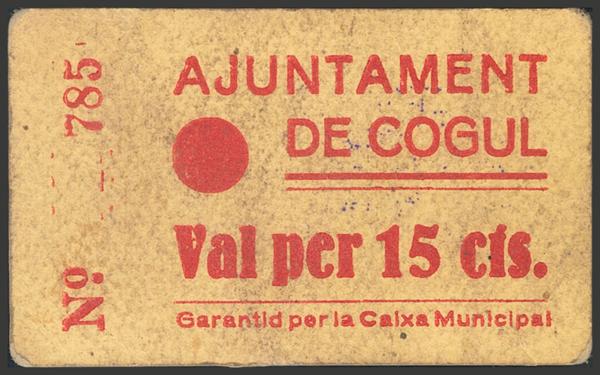 Nº 785
AJUNTAMENT
DE COGUL
Val per 15 cts.
Garantid per la Caixa Municipal